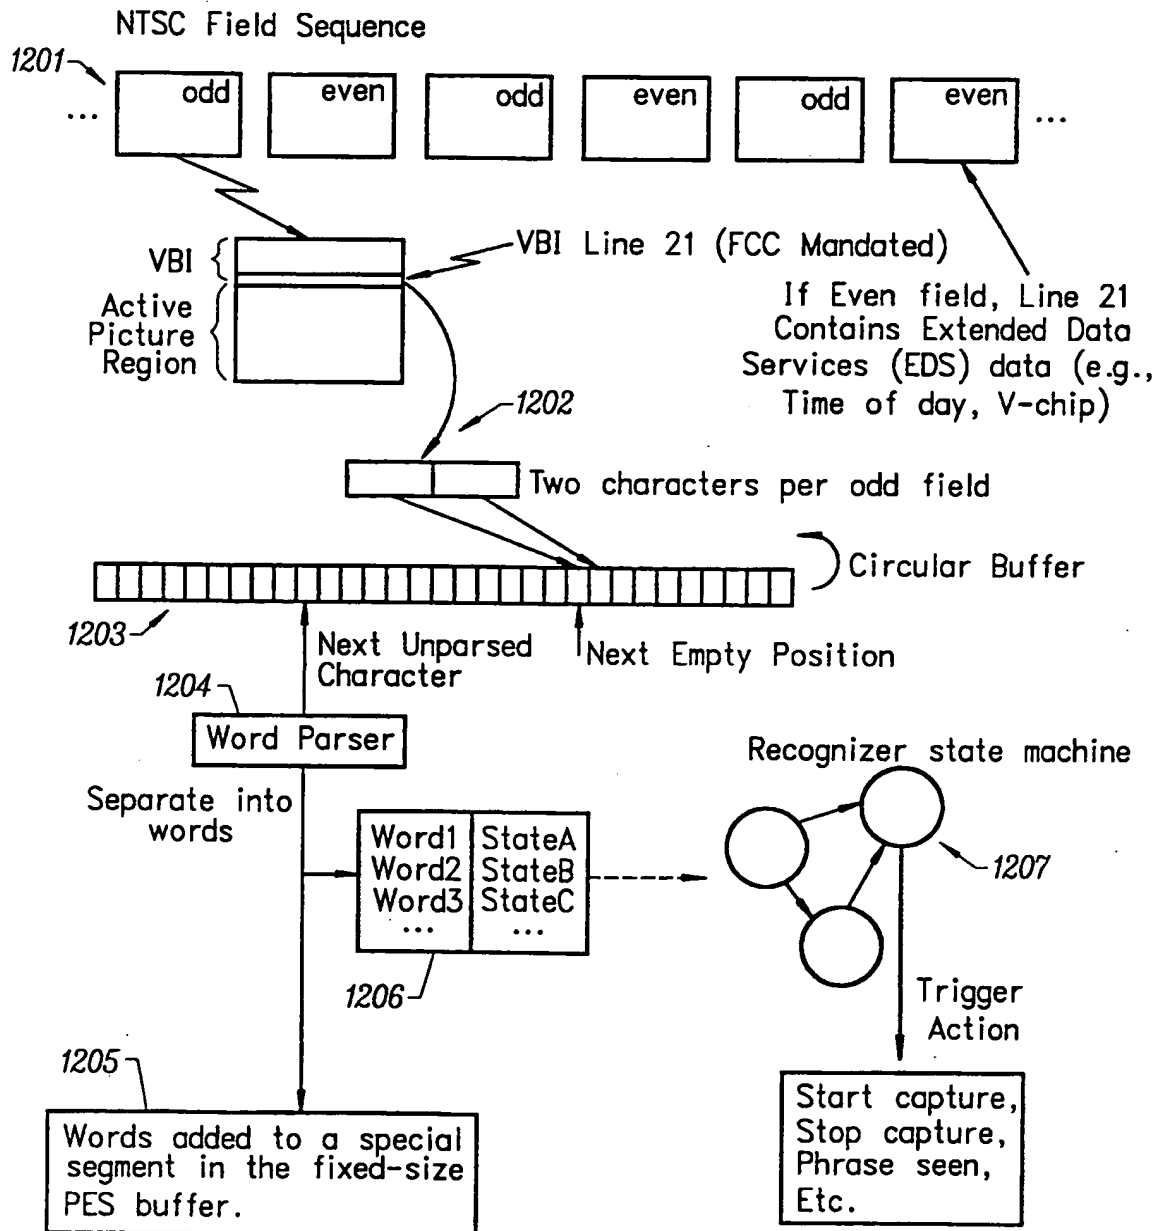 NTSC Field Sequence
1201
... odd even odd even odd even ...
VBI
VBI Line 21 (FCC Mandated)
Active
Picture
Region
If Even field, Line 21
Contains Extended Data
Services (EDS) data (e.g.,
Time of day, V-chip)
1202
Two characters per odd field
Circular Buffer
1203
Next Unparsed
Character
Next Empty Position
1204
Word Parser
Separate into
words
Recognizer state machine
Word1 StateA
Word2 StateB
Word3 StateC
... ...
1206
1207
Trigger
Action
1205
Words added to a special
segment in the fixed-size
PES buffer.
Start capture,
Stop capture,
Phrase seen,
Etc.